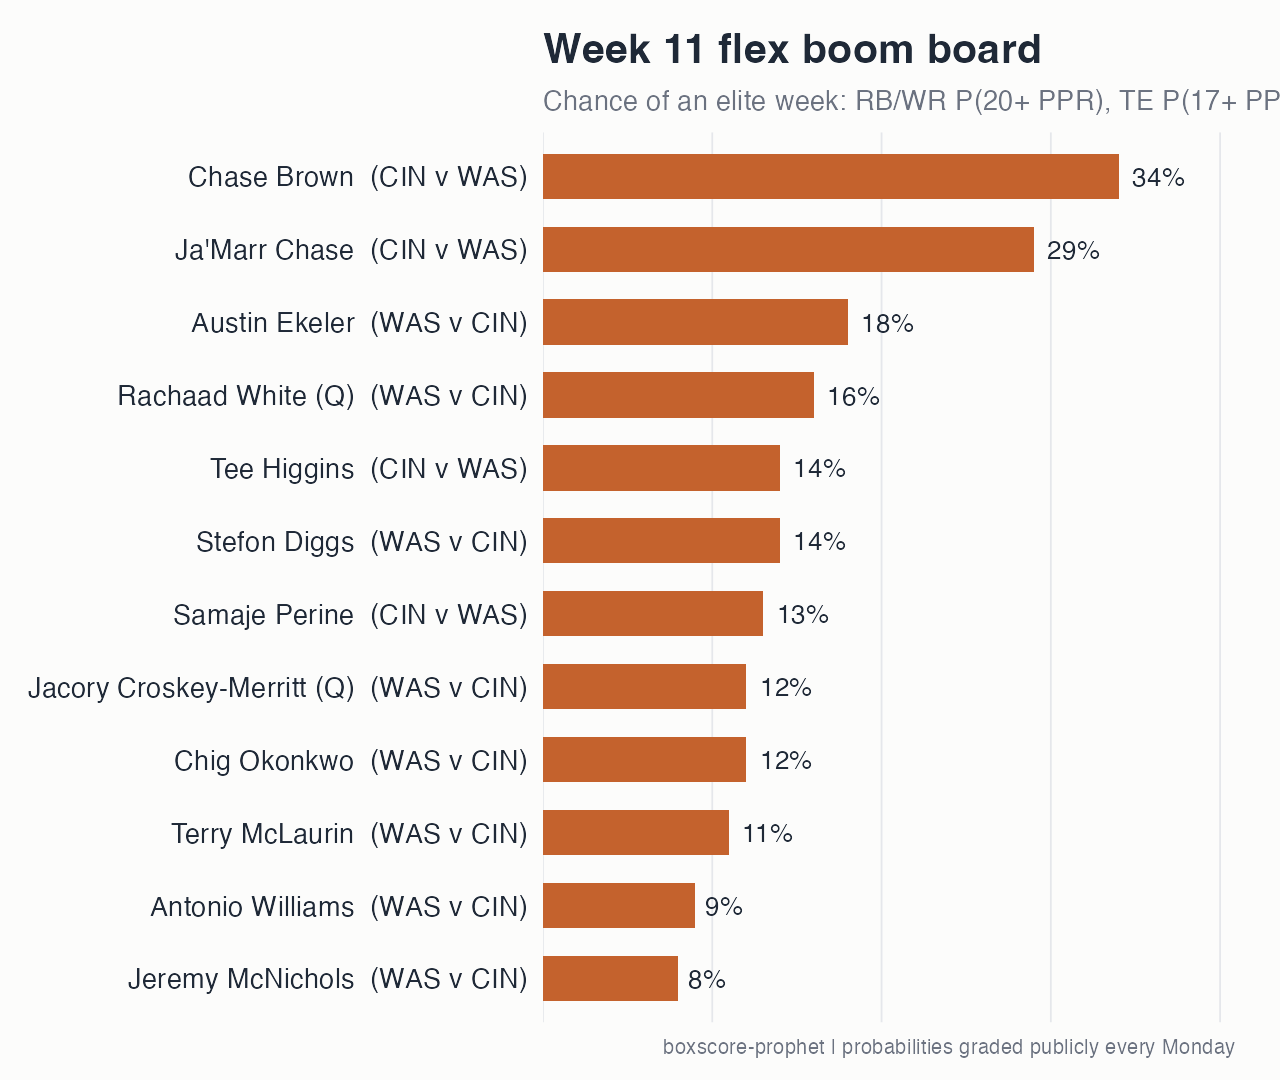 Week 11 flex boom board
Chance of an elite week: RB/WR P(20+ PPR), TE P(17+ PP
Chase Brown (CIN v WAS) 34%
Ja'Marr Chase (CIN v WAS) 29%
Austin Ekeler (WAS v CIN) 18%
Rachaad White (Q) (WAS v CIN) 16%
Tee Higgins (CIN v WAS) 14%
Stefon Diggs (WAS v CIN) 14%
Samaje Perine (CIN v WAS) 13%
Jacory Croskey-Merritt (Q) (WAS v CIN) 12%
Chig Okonkwo (WAS v CIN) 12%
Terry McLaurin (WAS v CIN) 11%
Antonio Williams (WAS v CIN) 9%
Jeremy McNichols (WAS v CIN) 8%
boxscore-prophet | probabilities graded publicly every Monday